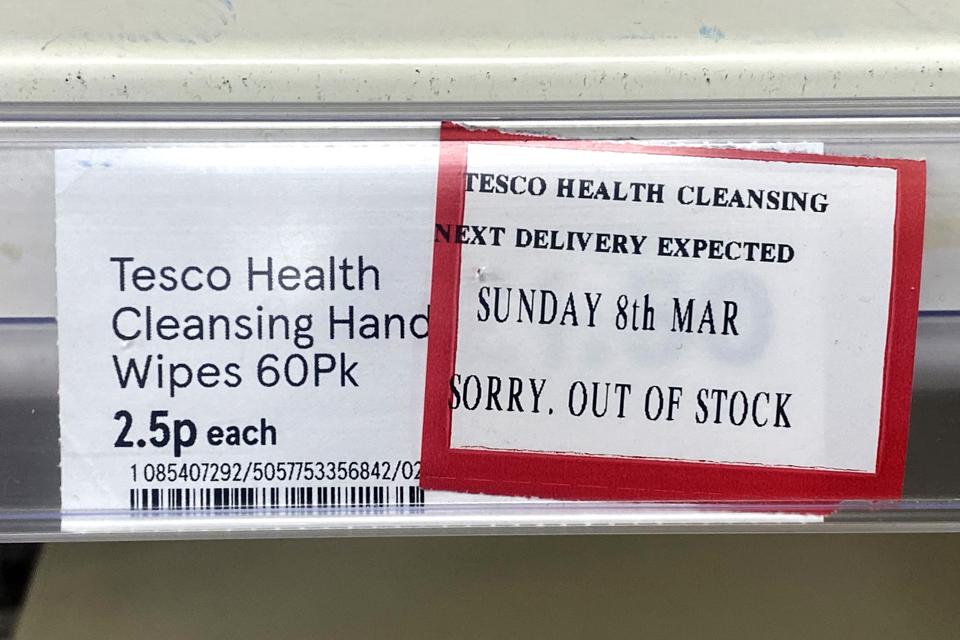 Tesco Health
Cleansing Hand
Wipes 60Pk
2.5p each
1085407292/5057753356842/02
TESCO HEALTH CLEANSING
NEXT DELIVERY EXPECTED
SUNDAY 8th MAR
SORRY. OUT OF STOCK